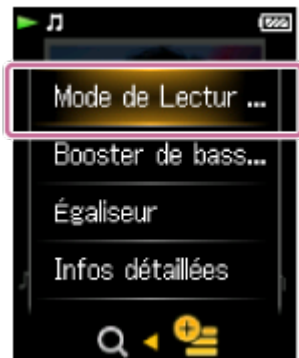 Mode de Lectur ...
Booster de bass...
Égaliseur
Infos détaillées